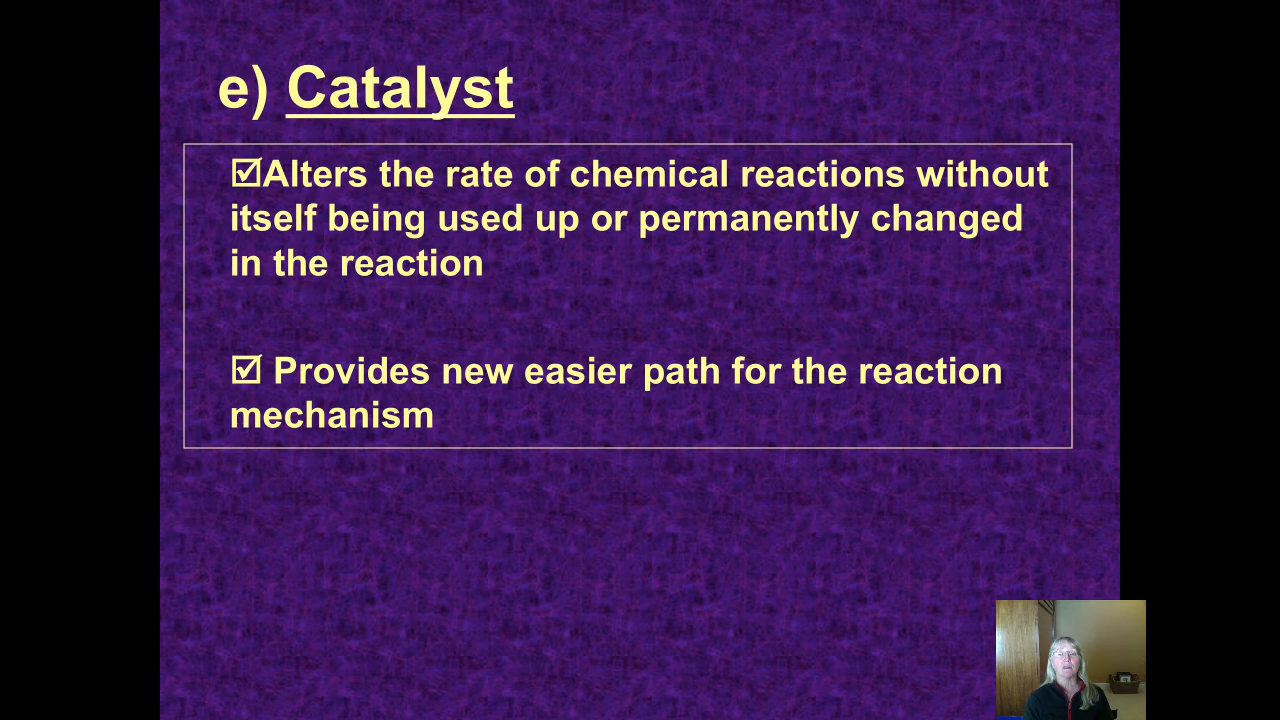 e) Catalyst
☑Alters the rate of chemical reactions without
itself being used up or permanently changed
in the reaction
☑ Provides new easier path for the reaction
mechanism